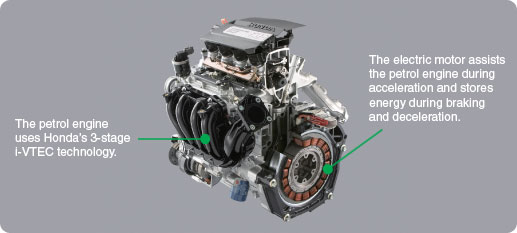 The electric motor assists
the petrol engine during
acceleration and stores
energy during braking
and deceleration.
The petrol engine
uses Honda's 3-stage
i-VTEC technology.